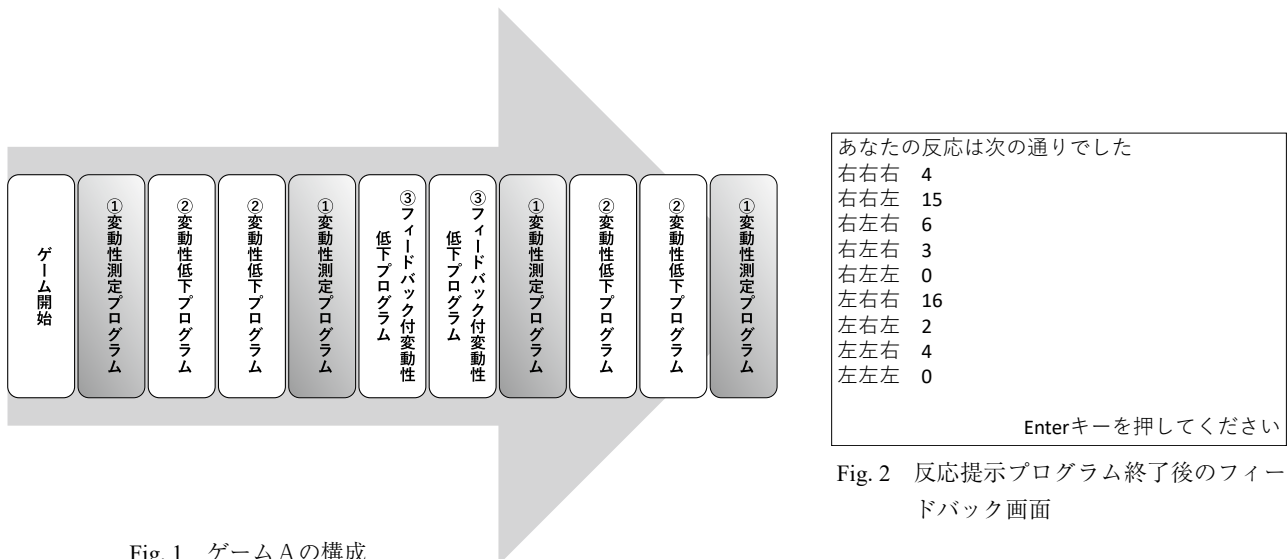 ゲーム開始
①変動性測定プログラム
②変動性低下プログラム
②変動性低下プログラム
①変動性測定プログラム
③フィードバック付変動性
低下プログラム
③フィードバック付変動性
低下プログラム
①変動性測定プログラム
②変動性低下プログラム
②変動性低下プログラム
①変動性測定プログラム
Fig. 1 ゲームAの構成
あなたの反応は次の通りでした
右右右 4
右右左 15
右左右 6
右左右 3
右左左 0
左右右 16
左右左 2
左左右 4
左左左 0
Enterキーを押してください
Fig. 2 反応提示プログラム終了後のフィー
ドバック画面